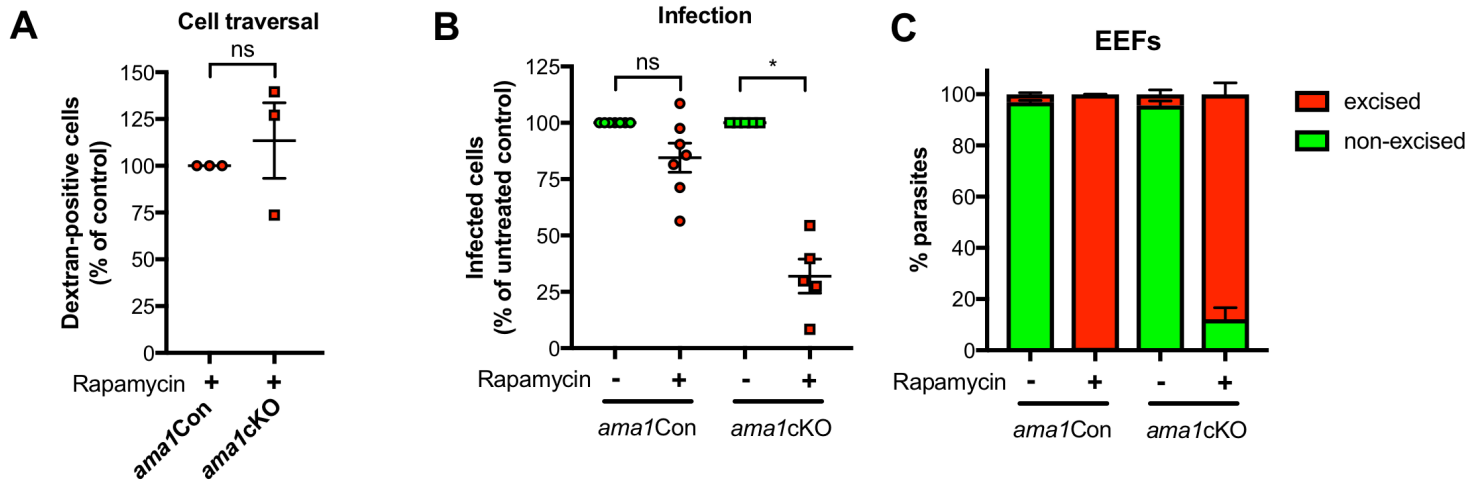 A
Cell traversal
ns
Dextran-positive cells
(% of control)
150
125
100
75
50
25
0
Rapamycin + +
ama1Con
ama1cKO
B
Infection
ns
*
Infected cells
(% of untreated control)
125
100
75
50
25
0
Rapamycin - + - +
ama1Con ama1cKO
C
EEFs
% parasites
100
80
60
40
20
0
Rapamycin - + - +
ama1Con ama1cKO
excised
non-excised